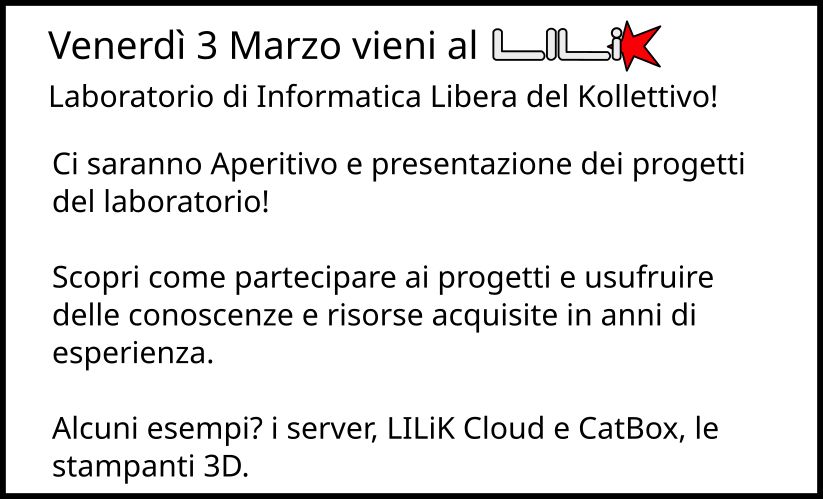 Venerdì 3 Marzo vieni al LILiK
Laboratorio di Informatica Libera del Kollettivo!
Ci saranno Aperitivo e presentazione dei progetti
del laboratorio!
Scopri come partecipare ai progetti e usufruire
delle conoscenze e risorse acquisite in anni di
esperienza.
Alcuni esempi? i server, LILiK Cloud e CatBox, le
stampanti 3D.